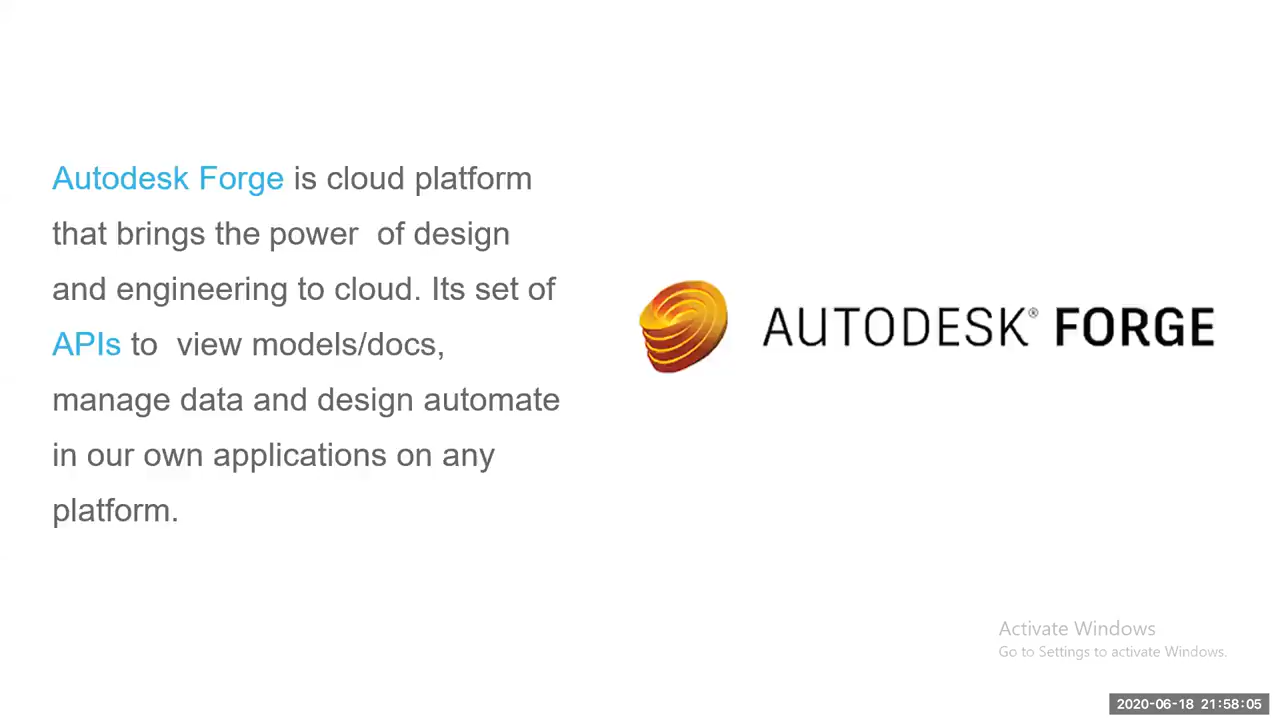 Autodesk Forge is cloud platform
that brings the power  of design
and engineering to cloud. Its set of
APIs to  view models/docs,
manage data and design automate
in our own applications on any
platform.
AUTODESK® FORGE
Activate Windows
Go to Settings to activate Windows.
2020-06-18 21:58:05